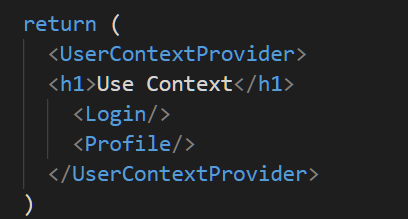 return (
<UserContextProvider>
<h1>Use Context</h1>
<Login/>
<Profile/>
</UserContextProvider>
)